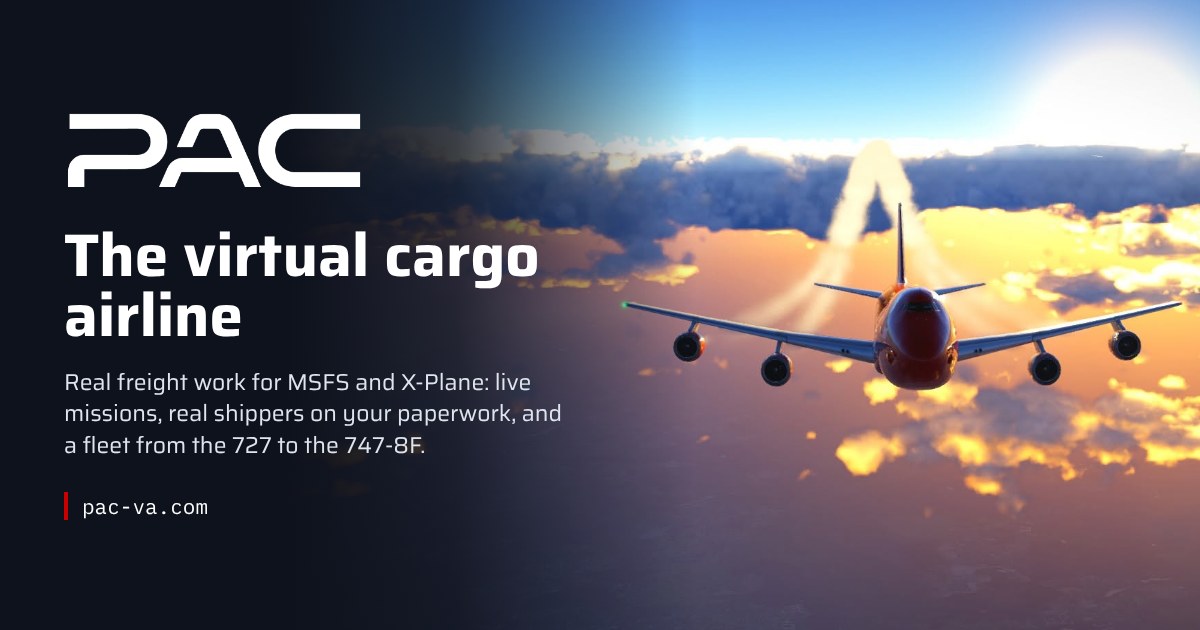 PAC
The virtual cargo
airline
Real freight work for MSFS and X-Plane: live
missions, real shippers on your paperwork, and
a fleet from the 727 to the 747-8F.
pac-va.com